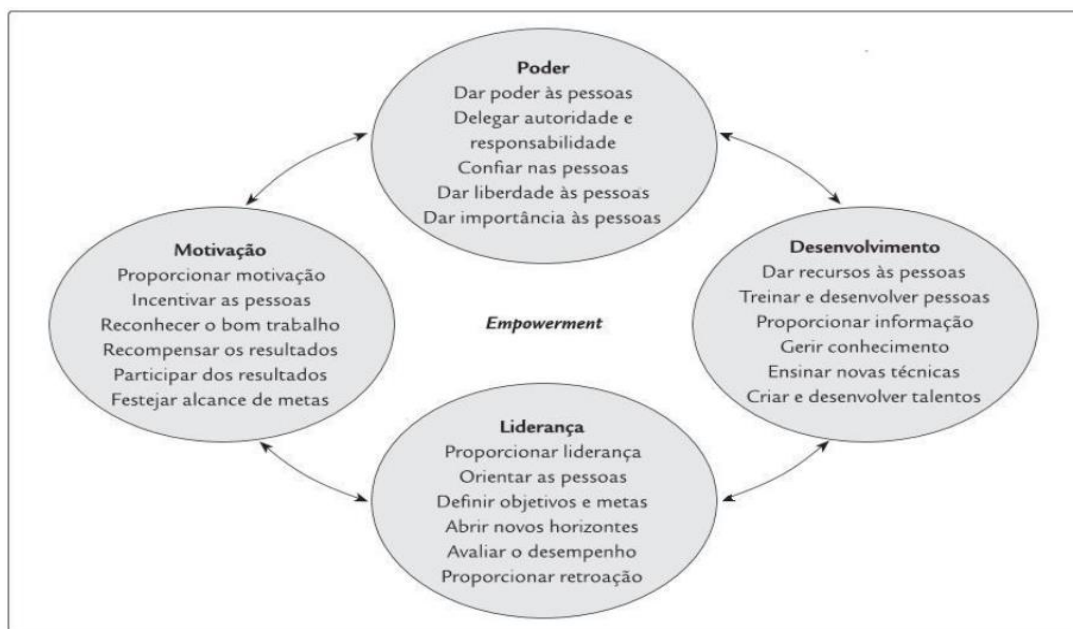 Poder
Dar poder às pessoas
Delegar autoridade e
responsabilidade
Confiar nas pessoas
Dar liberdade às pessoas
Dar importância às pessoas
Motivação
Proporcionar motivação
Incentivar as pessoas
Reconhecer o bom trabalho
Recompensar os resultados
Participar dos resultados
Festejar alcance de metas
Empowerment
Desenvolvimento
Dar recursos às pessoas
Treinar e desenvolver pessoas
Proporcionar informação
Gerir conhecimento
Ensinar novas técnicas
Criar e desenvolver talentos
Liderança
Proporcionar liderança
Orientar as pessoas
Definir objetivos e metas
Abrir novos horizontes
Avaliar o desempenho
Proporcionar retroação